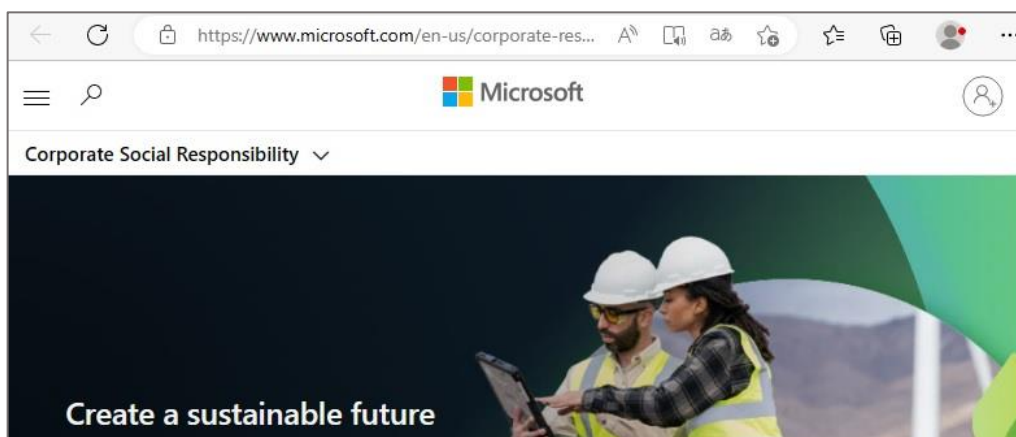 https://www.microsoft.com/en-us/corporate-res...
Microsoft
Corporate Social Responsibility
Create a sustainable future